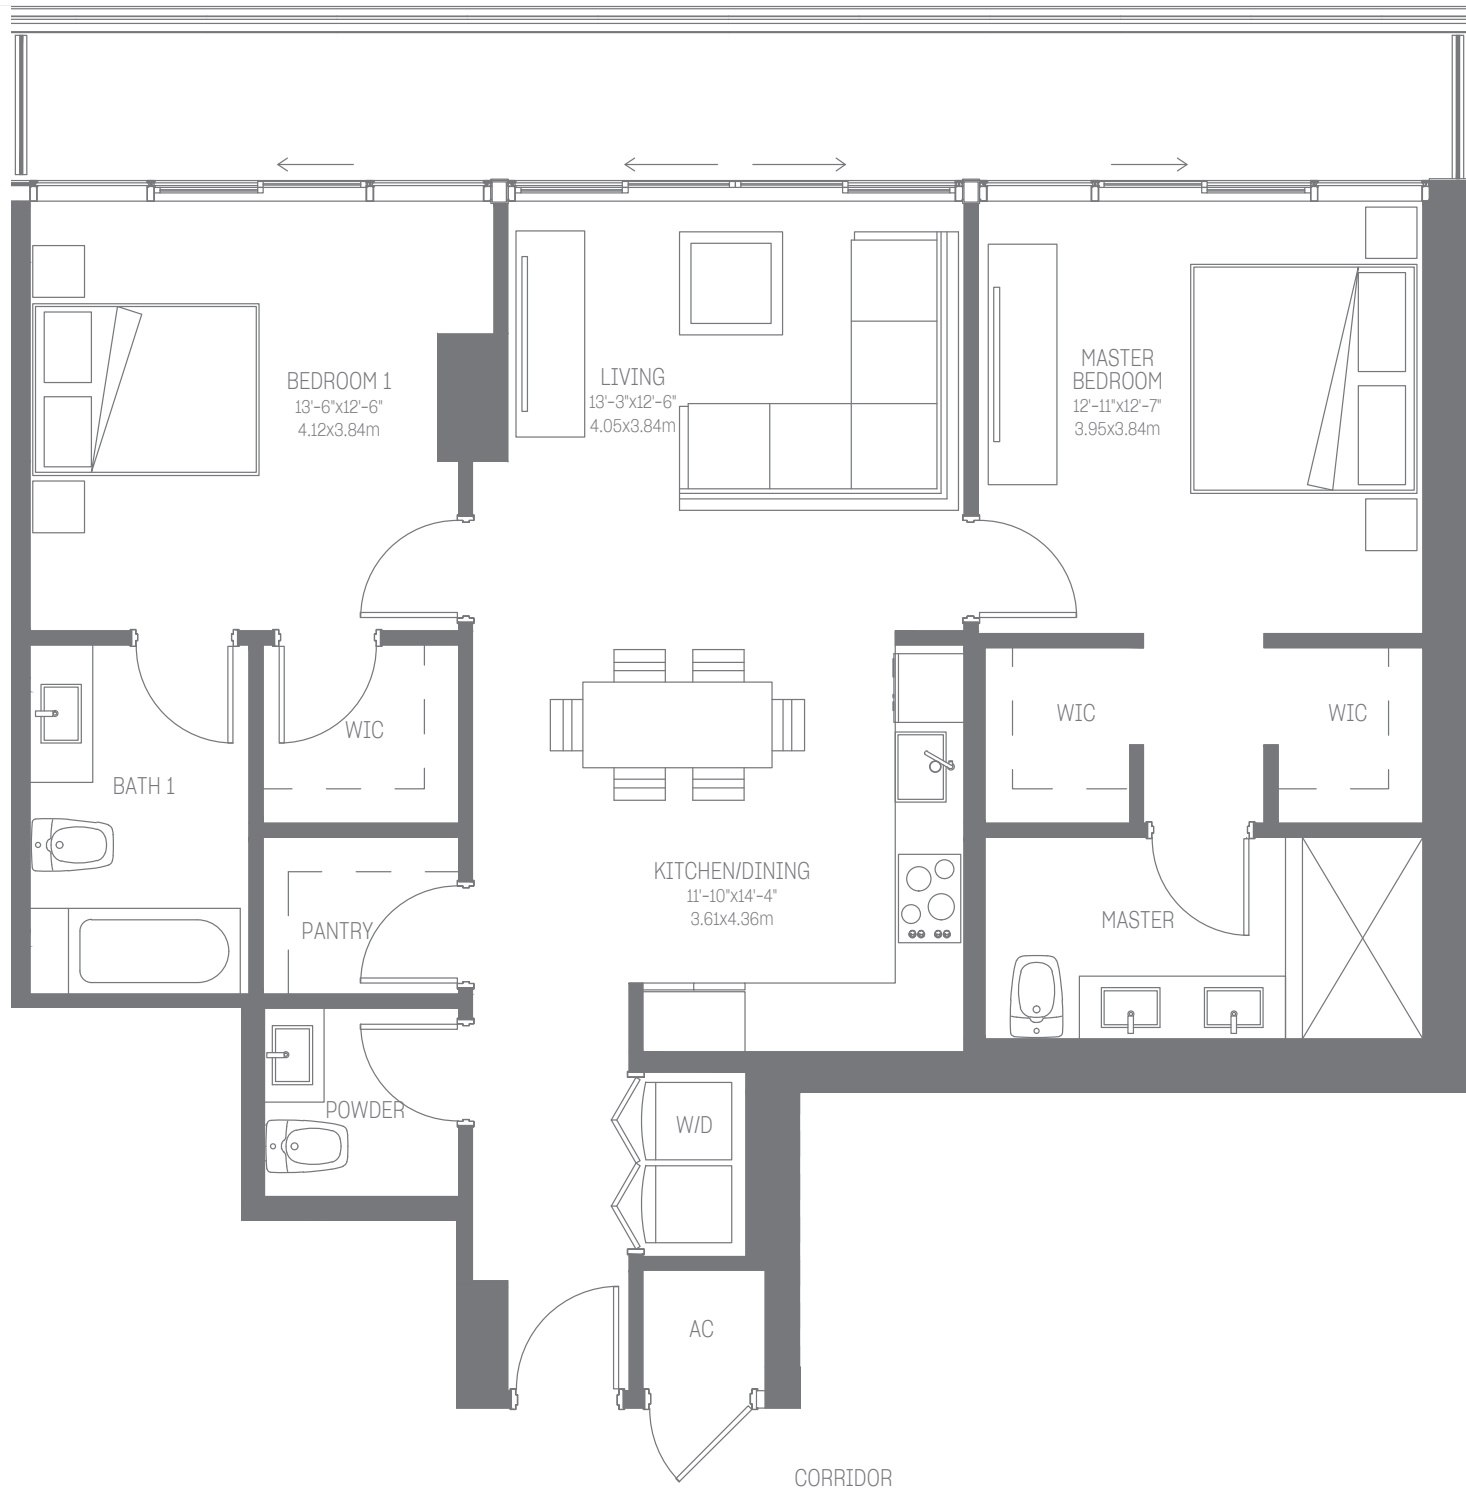 BEDROOM 1
13'-6"x12'-6"
4.12x3.84m
LIVING
13'-3"x12'-6"
4.05x3.84m
MASTER
BEDROOM
12'-11"x12'-7"
3.95x3.84m
WIC
WIC
WIC
BATH 1
KITCHEN/DINING
11'-10"x14'-4"
3.61x4.36m
PANTRY
MASTER
POWDER
W/D
AC
CORRIDOR